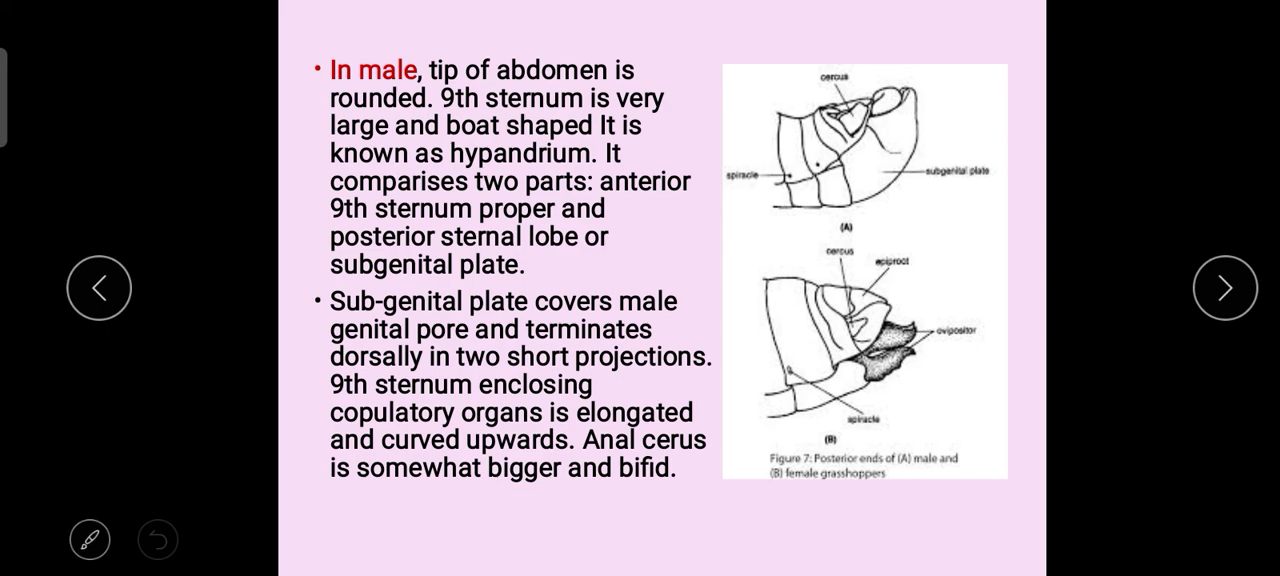 • In male, tip of abdomen is
rounded. 9th sternum is very
large and boat shaped It is
known as hypandrium. It
comparises two parts: anterior
9th sternum proper and
posterior sternal lobe or
subgenital plate.
• Sub-genital plate covers male
genital pore and terminates
dorsally in two short projections.
9th sternum enclosing
copulatory organs is elongated
and curved upwards. Anal cerus
is somewhat bigger and bifid.
cercus
spiracle
subgenital plate
(A)
cercus
epiproct
ovipositor
spiracle
(B)
Figure 7: Posterior ends of (A) male and
(B) female grasshoppers